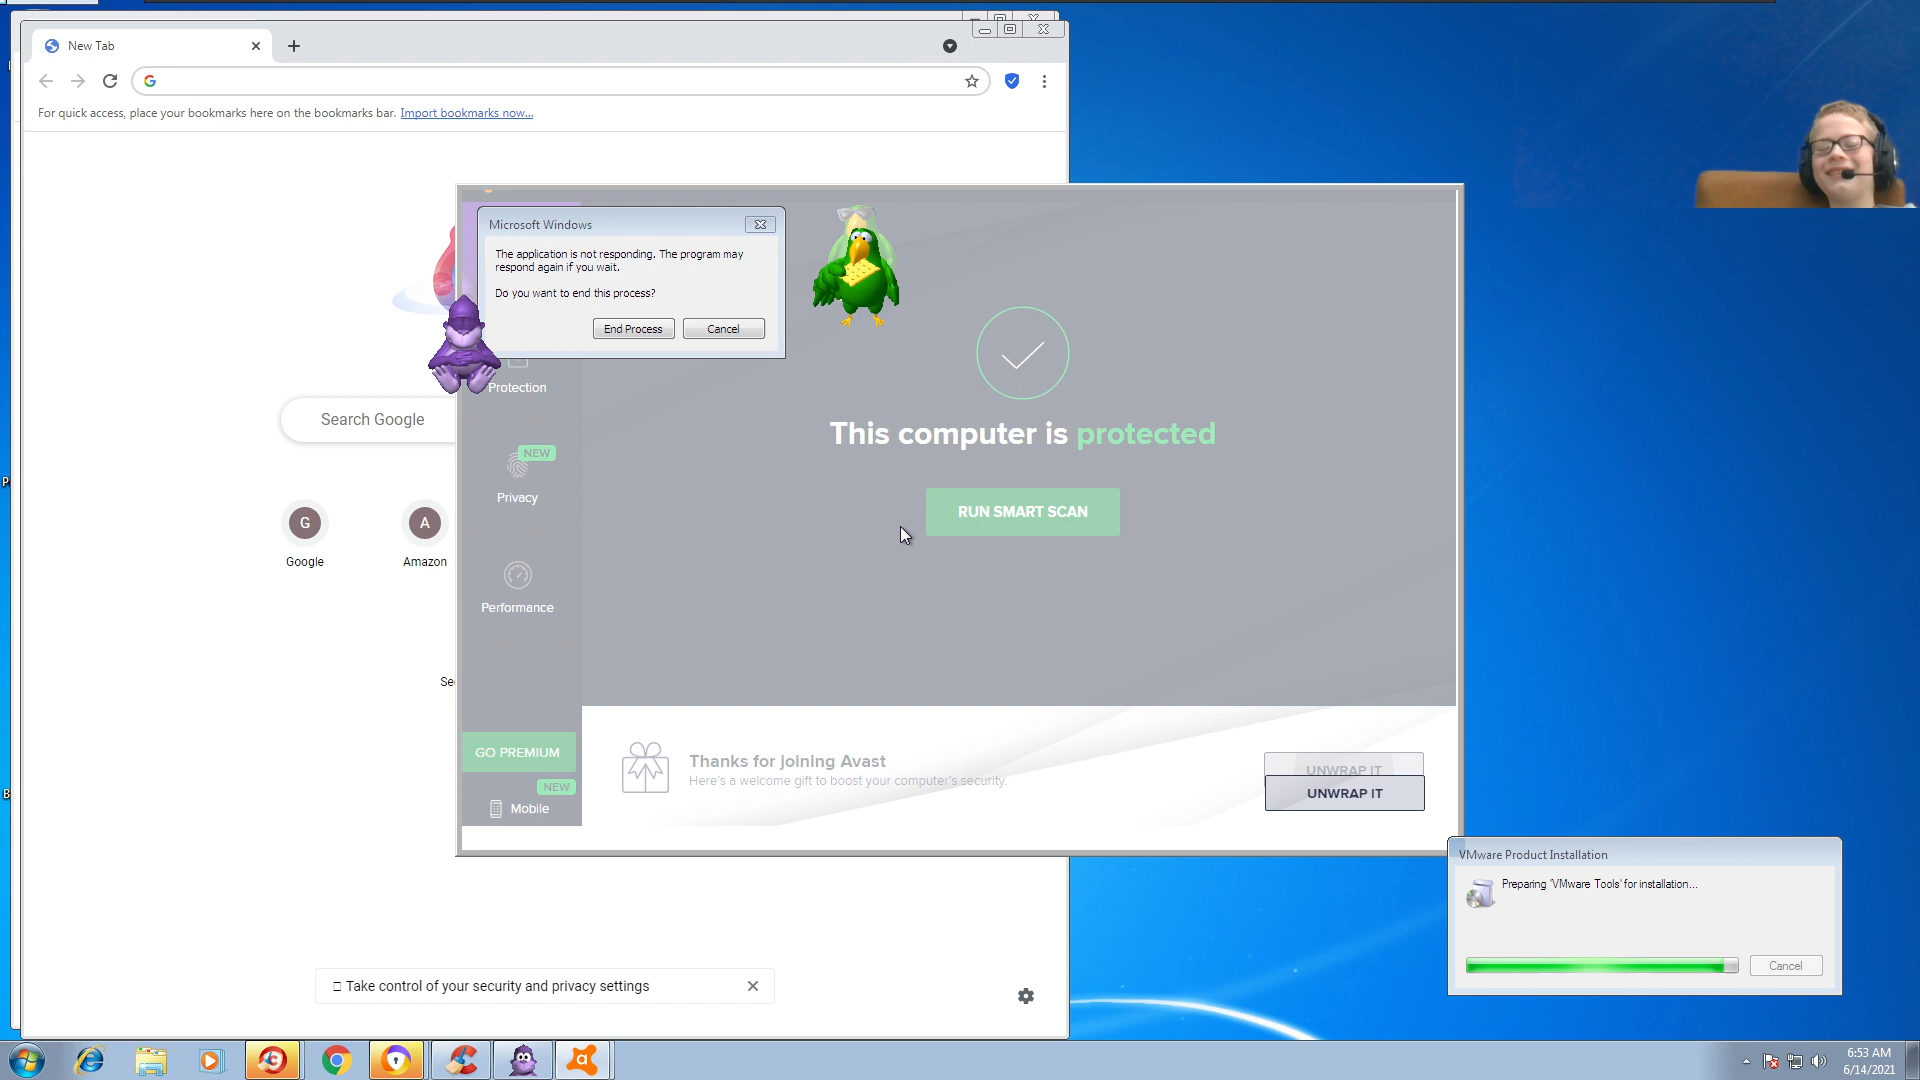 New Tab
For quick access, place your bookmarks here on the bookmarks bar. Import bookmarks now...
Microsoft Windows
The application is not responding. The program may
respond again if you wait.
Do you want to end this process?
End Process
Cancel
Protection
Search Google
This computer is protected
NEW
Privacy
RUN SMART SCAN
G
A
Google
Amazon
Performance
Se
GO PREMIUM
Thanks for joining Avast
Here's a welcome gift to boost your computer's security.
UNWRAP IT
UNWRAP IT
NEW
Mobile
VMware Product Installation
Preparing 'VMware Tools' for installation...
Cancel
Take control of your security and privacy settings
6:53 AM
6/14/2021